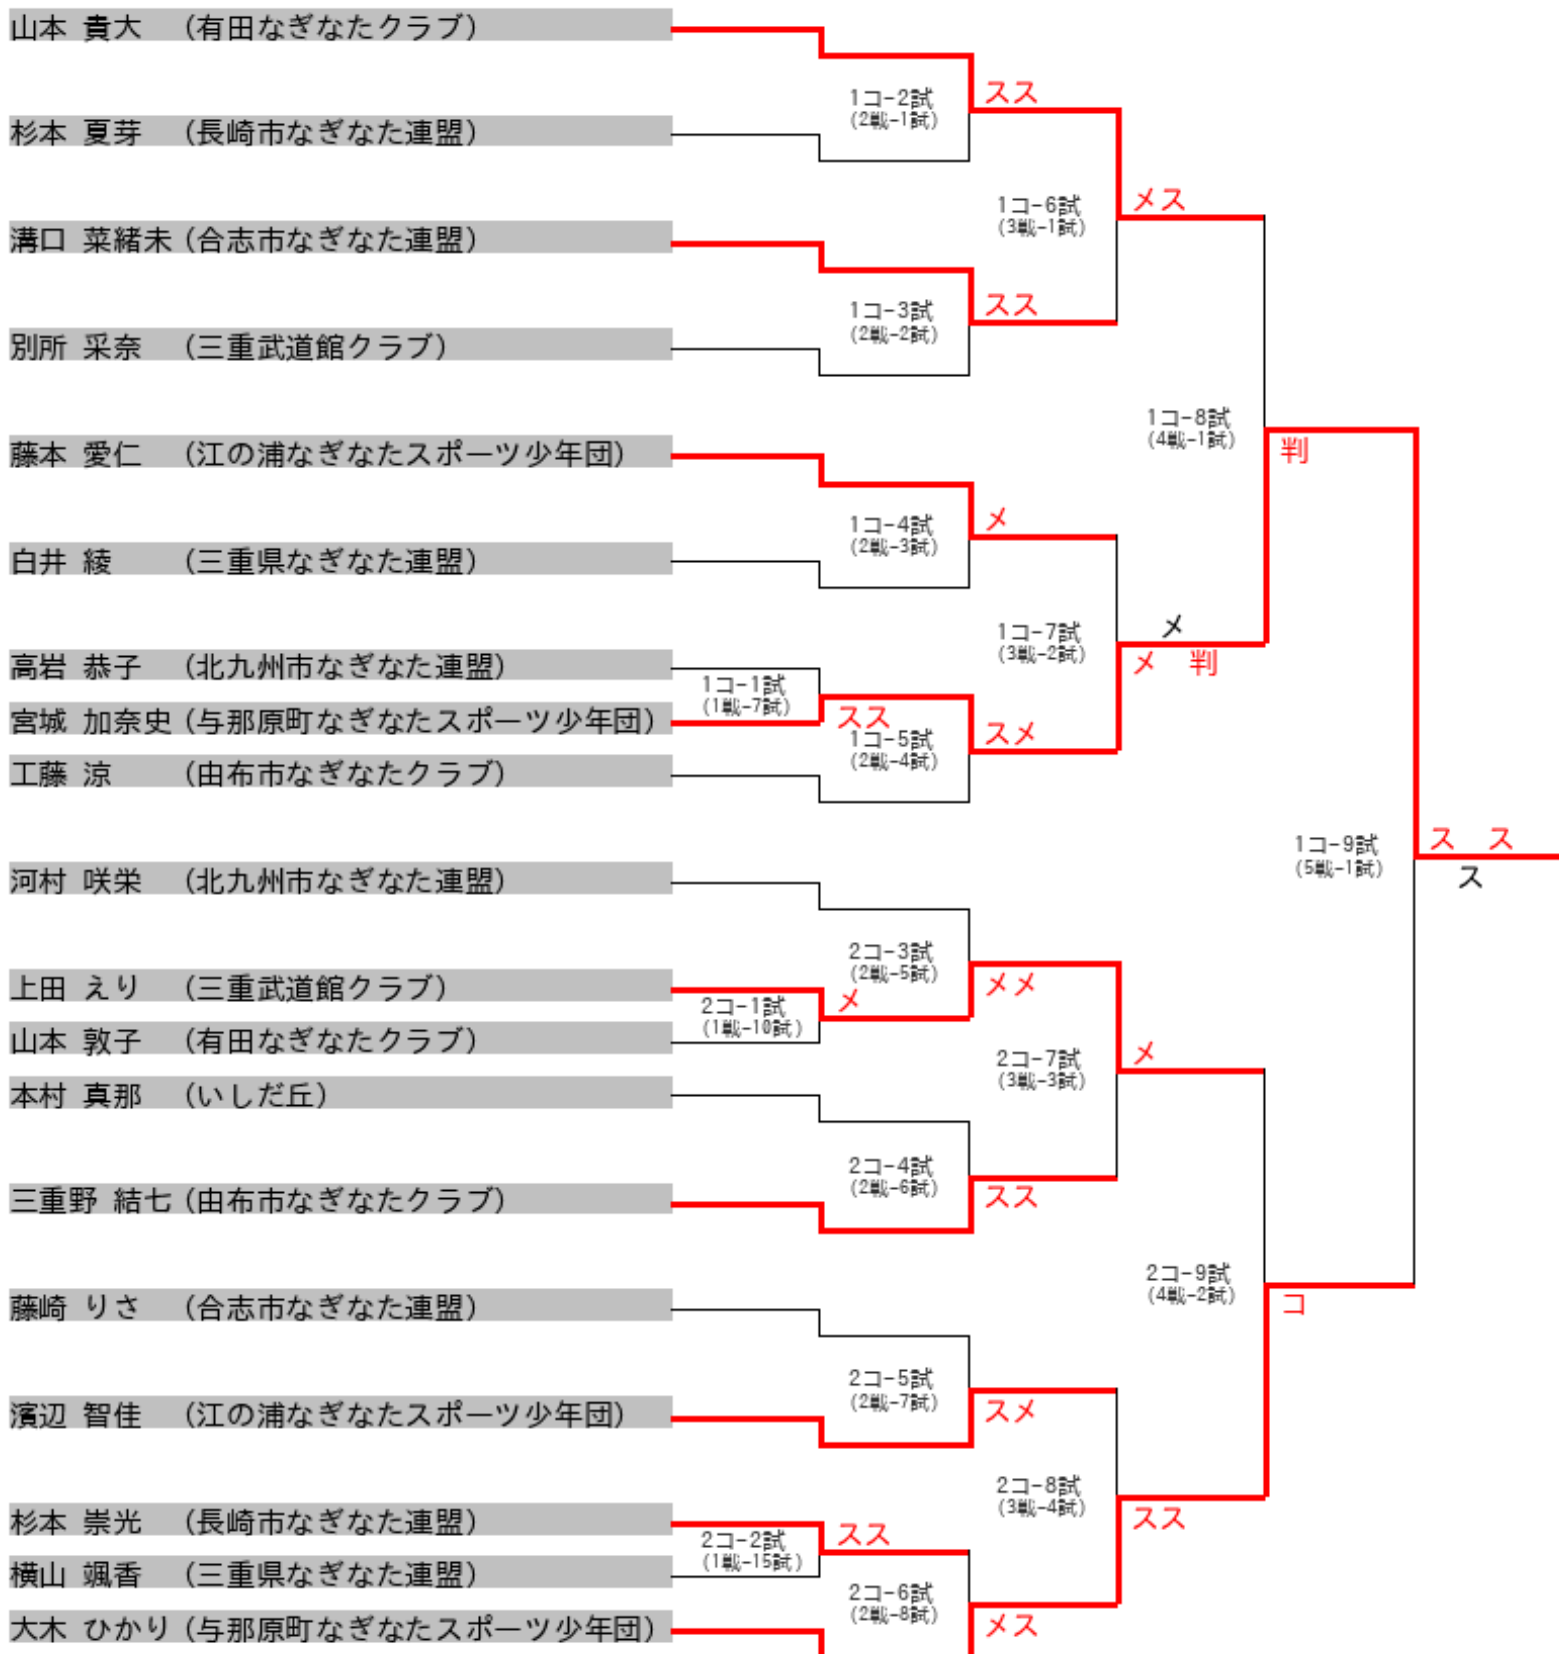 山本 貴大 (有田なぎなたクラブ)
スス
1コ-2試
(2戦-1試)
杉本 夏芽 (長崎市なぎなた連盟)
メス
1コ-6試
(3戦-1試)
溝口 菜緒未 (合志市なぎなた連盟)
スス
1コ-3試
(2戦-2試)
別所 采奈 (三重武道館クラブ)
1コ-8試
(4戦-1試)
判
藤本 愛仁 (江の浦なぎなたスポーツ少年団)
メ
1コ-4試
(2戦-3試)
白井 綾 (三重県なぎなた連盟)
メ
1コ-7試
(3戦-2試)
メ 判
高岩 恭子 (北九州市なぎなた連盟)
1コ-1試
(1戦-7試)
宮城 加奈史 (与那原町なぎなたスポーツ少年団)
スス
スメ
1コ-5試
(2戦-4試)
工藤 涼 (由布市なぎなたクラブ)
ス ス
1コ-9試
(5戦-1試)
ス
河村 咲栄 (北九州市なぎなた連盟)
2コ-3試
(2戦-5試)
上田 えり (三重武道館クラブ)
メメ
メ
2コ-1試
(1戦-10試)
山本 敦子 (有田なぎなたクラブ)
メ
2コ-7試
(3戦-3試)
本村 真那 (いしだ丘)
2コ-4試
(2戦-6試)
三重野 結七 (由布市なぎなたクラブ)
スス
2コ-9試
(4戦-2試)
コ
藤崎 りさ (合志市なぎなた連盟)
2コ-5試
(2戦-7試)
濱辺 智佳 (江の浦なぎなたスポーツ少年団)
スメ
2コ-8試
(3戦-4試)
杉本 崇光 (長崎市なぎなた連盟)
スス
スス
2コ-2試
(1戦-15試)
横山 颯香 (三重県なぎなた連盟)
2コ-6試
(2戦-8試)
大木 ひかり (与那原町なぎなたスポーツ少年団)
メス